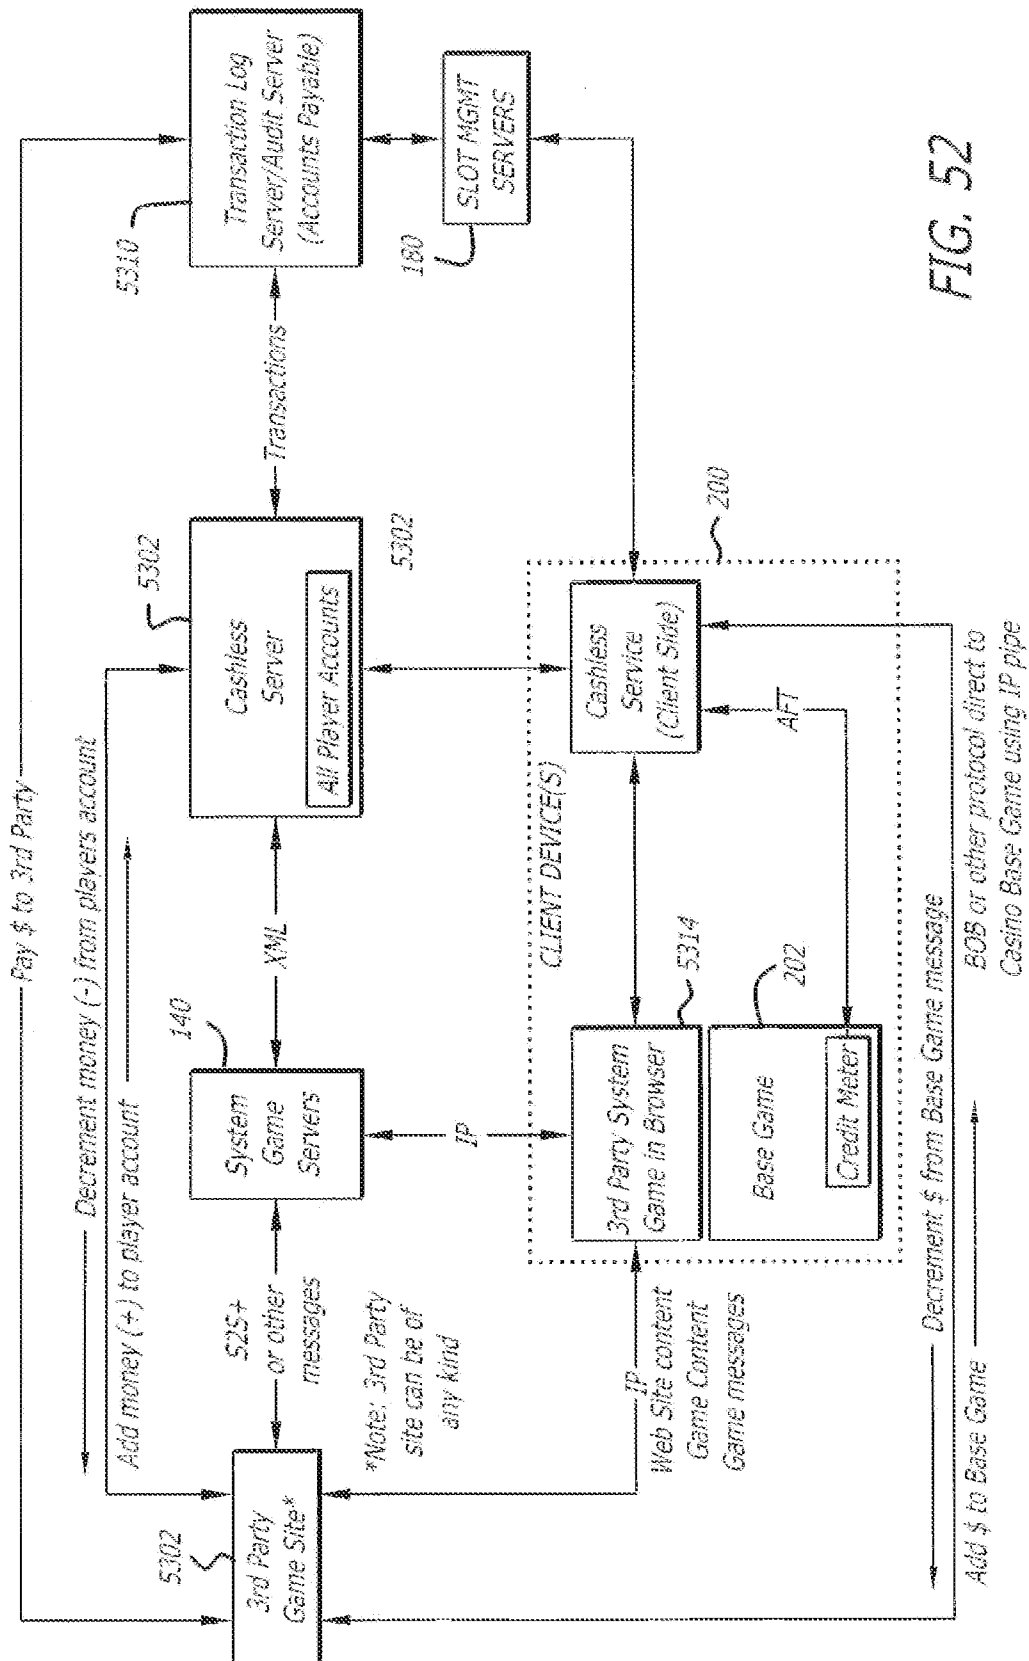 Pay $ to 3rd Party
Decrement money (-) from players account
Add money (+) to player account
5302
3rd Party
Game Site*
S2S+
or other
messages
*Note: 3rd Party
site can be of
any kind
140
System
Game
Servers
XML
5302
Cashless
Server
All Player Accounts
5302
Transactions
5310
Transaction Log
Server/Audit Server
(Accounts Payable)
180
SLOT MGMT
SERVERS
IP
IP
Web Site content
Game Content
Game messages
CLIENT DEVICE(S)
200
3rd Party System
Game in Browser
5314
Cashless
Service
(Client Side)
202
Base Game
Credit Meter
AFT
Decrement $ from Base Game message
Add $ to Base Game
BOB or other protocol direct to
Casino Base Game using IP pipe
FIG. 52